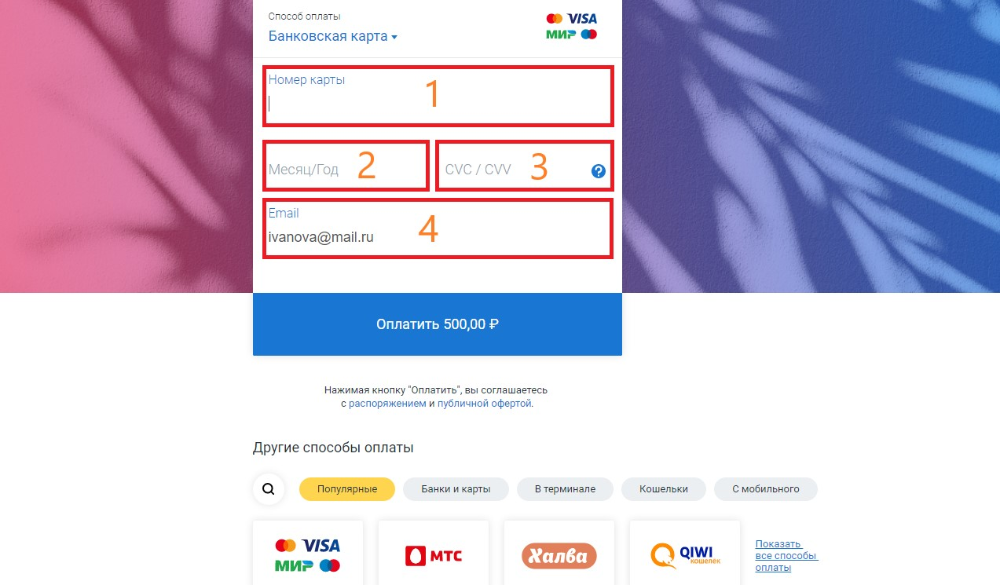 Способ оплаты
VISA
Банковская карта
МИР
Номер карты
1
Месяц/Год
2
CVC / CVV
3
?
Email
4
ivanova@mail.ru
Оплатить 500,00 ₽
Нажимая кнопку "Оплатить", вы соглашаетесь
с распоряжением и публичной офертой.
Другие способы оплаты
Популярные
Банки и карты
В терминале
Кошельки
С мобильного
VISA
МИР
МТС
Халва
QIWI
кошелек
Показать
все способы
оплаты